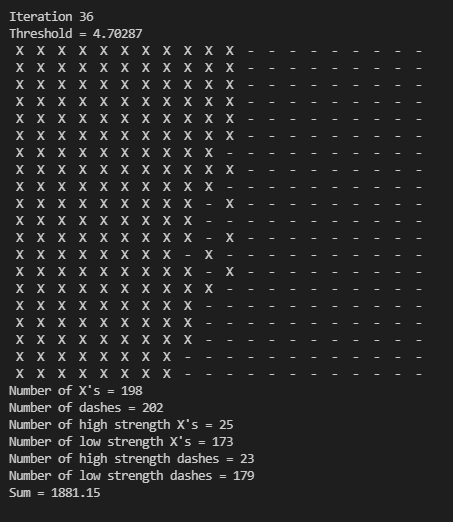 Iteration 36
Threshold = 4.70287
X X X X X X X X X X X - - - - - - - - -
X X X X X X X X X X X - - - - - - - - -
X X X X X X X X X X X - - - - - - - - -
X X X X X X X X X X X - - - - - - - - -
X X X X X X X X X X X - - - - - - - - -
X X X X X X X X X X X - - - - - - - - -
X X X X X X X X X X - - - - - - - - - -
X X X X X X X X X X X - - - - - - - - -
X X X X X X X X X X - - - - - - - - - -
X X X X X X X X X - X - - - - - - - - -
X X X X X X X X X - - - - - - - - - - -
X X X X X X X X X - X - - - - - - - - -
X X X X X X X X - X - - - - - - - - - -
X X X X X X X X X - X - - - - - - - - -
X X X X X X X X X X - - - - - - - - - -
X X X X X X X X X - - - - - - - - - - -
X X X X X X X X X - - - - - - - - - - -
X X X X X X X X X - - - - - - - - - - -
X X X X X X X X - - - - - - - - - - - -
X X X X X X X X - - - - - - - - - - - -
Number of X's = 198
Number of dashes = 202
Number of high strength X's = 25
Number of low strength X's = 173
Number of high strength dashes = 23
Number of low strength dashes = 179
Sum = 1881.15